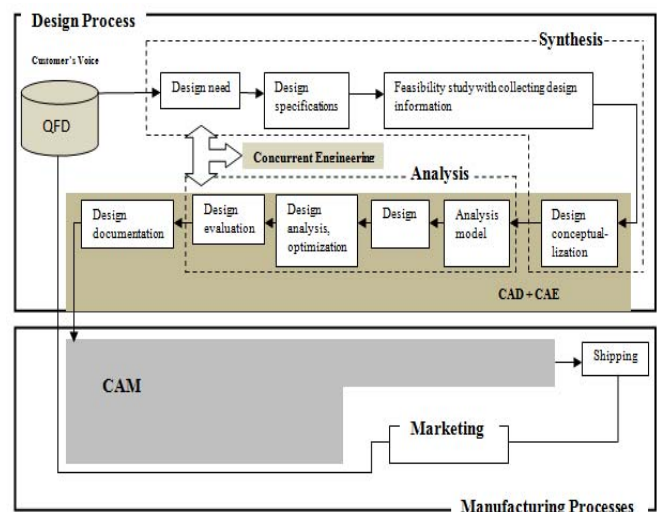 Design Process
Synthesis
Customer's Voice
QFD
Design need
Design
specifications
Feasibility study with collecting design
information
Concurrent Engineering
Analysis
Design
documentation
Design
evaluation
Design
analysis,
optimization
Design
Analysis
model
Design
conceptual-
lization
CAD + CAE
CAM
Shipping
Marketing
Manufacturing Processes